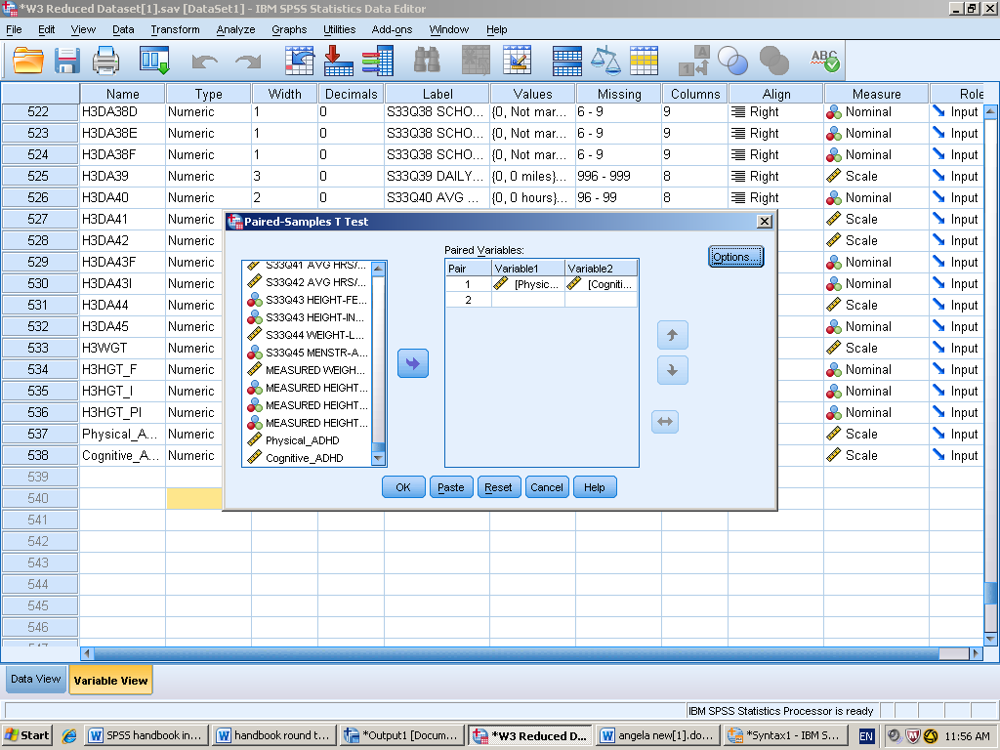 *W3 Reduced Dataset[1].sav [DataSet1] - IBM SPSS Statistics Data Editor
File Edit View Data Transform Analyze Graphs Utilities Add-ons Window Help
Name Type Width Decimals Label Values Missing Columns Align Measure Role
522 H3DA38D Numeric 1 0 S33Q38 SCHO... {0, Not mar... 6 - 9 9 Right Nominal Input
523 H3DA38E Numeric 1 0 S33Q38 SCHO... {0, Not mar... 6 - 9 9 Right Nominal Input
524 H3DA38F Numeric 1 0 S33Q38 SCHO... {0, Not mar... 6 - 9 9 Right Nominal Input
525 H3DA39 Numeric 3 0 S33Q39 DAILY... {0, 0 miles}... 996 - 999 8 Right Scale Input
526 H3DA40 Numeric 2 0 S33Q40 AVG ... {0, 0 hours}... 96 - 99 8 Right Nominal Input
527 H3DA41 Numeric Scale Input
528 H3DA42 Numeric Scale Input
529 H3DA43F Numeric Nominal Input
530 H3DA43I Numeric Nominal Input
531 H3DA44 Numeric Scale Input
532 H3DA45 Numeric Nominal Input
533 H3WGT Numeric Scale Input
534 H3HGT_F Numeric Nominal Input
535 H3HGT_I Numeric Nominal Input
536 H3HGT_PI Numeric Nominal Input
537 Physical_A... Numeric Scale Input
538 Cognitive_A... Numeric Scale Input
539
540
541
542
543
544
545
546
547
Paired-Samples T Test
S33Q41 AVG HRS/...
S33Q42 AVG HRS/...
S33Q43 HEIGHT-FE...
S33Q43 HEIGHT-IN...
S33Q44 WEIGHT-L...
S33Q45 MENSTR-A...
MEASURED WEIGH...
MEASURED HEIGHT...
MEASURED HEIGHT...
MEASURED HEIGHT...
Physical_ADHD
Cognitive_ADHD
Paired Variables:
Pair Variable1 Variable2
1 [Physic... [Cogniti...
2
Options...
OK Paste Reset Cancel Help
Data View Variable View
IBM SPSS Statistics Processor is ready
Start SPSS handbook in... handbook round t... *Output1 [Docum... *W3 Reduced D... angela new[1].do... *Syntax1 - IBM S... EN 11:56 AM